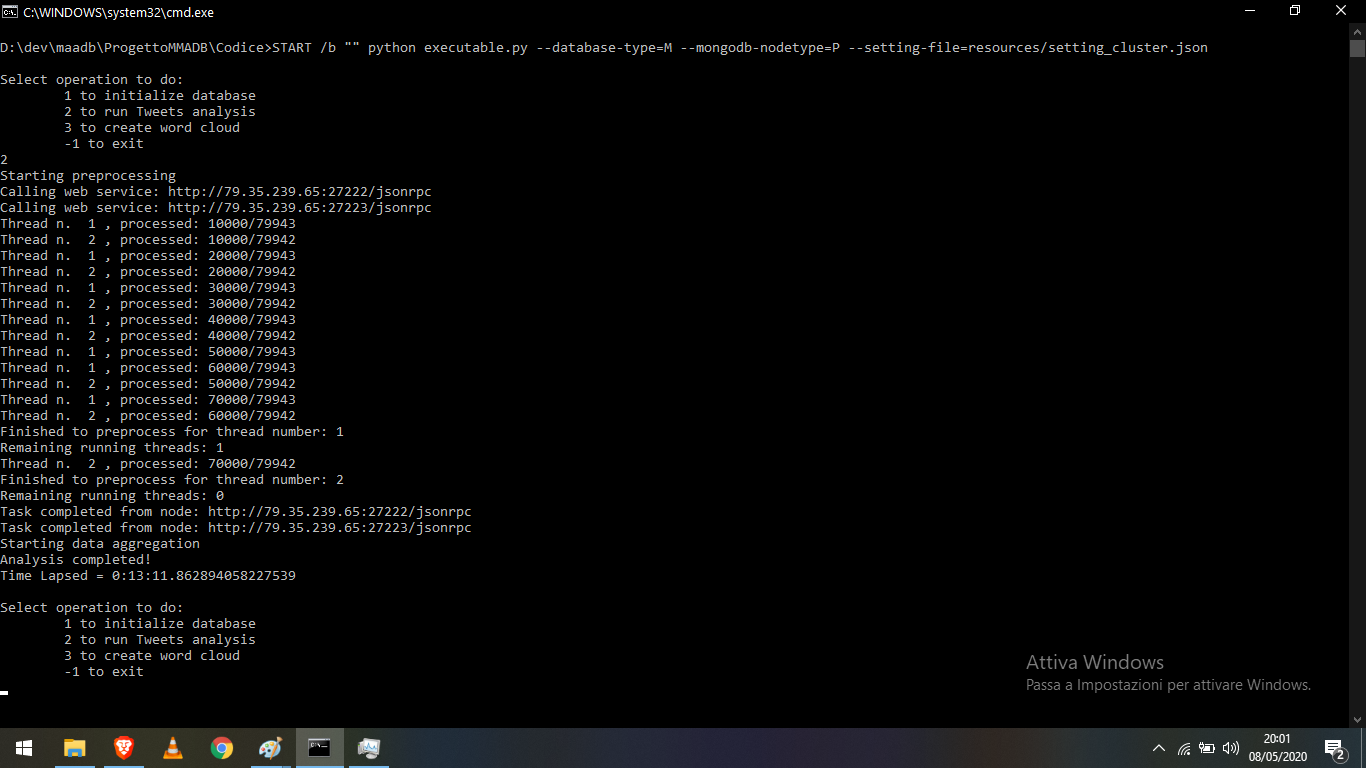 C:\WINDOWS\system32\cmd.exe
D:\dev\maadb\ProgettoMMADB\Codice>START /b "" python executable.py --database-type=M --mongodb-nodetype=P --setting-file=resources/setting_cluster.json
Select operation to do:
1 to initialize database
2 to run Tweets analysis
3 to create word cloud
-1 to exit
2
Starting preprocessing
Calling web service: http://79.35.239.65:27222/jsonrpc
Calling web service: http://79.35.239.65:27223/jsonrpc
Thread n.  1 , processed: 10000/79943
Thread n.  2 , processed: 10000/79942
Thread n.  1 , processed: 20000/79943
Thread n.  2 , processed: 20000/79942
Thread n.  1 , processed: 30000/79943
Thread n.  2 , processed: 30000/79942
Thread n.  1 , processed: 40000/79943
Thread n.  2 , processed: 40000/79942
Thread n.  1 , processed: 50000/79943
Thread n.  1 , processed: 60000/79943
Thread n.  2 , processed: 50000/79942
Thread n.  1 , processed: 70000/79943
Thread n.  2 , processed: 60000/79942
Finished to preprocess for thread number: 1
Remaining running threads: 1
Thread n.  2 , processed: 70000/79942
Finished to preprocess for thread number: 2
Remaining running threads: 0
Task completed from node: http://79.35.239.65:27222/jsonrpc
Task completed from node: http://79.35.239.65:27223/jsonrpc
Starting data aggregation
Analysis completed!
Time Lapsed = 0:13:11.862894058227539
Select operation to do:
1 to initialize database
2 to run Tweets analysis
3 to create word cloud
-1 to exit
Attiva Windows
Passa a Impostazioni per attivare Windows.
20:01
08/05/2020
2